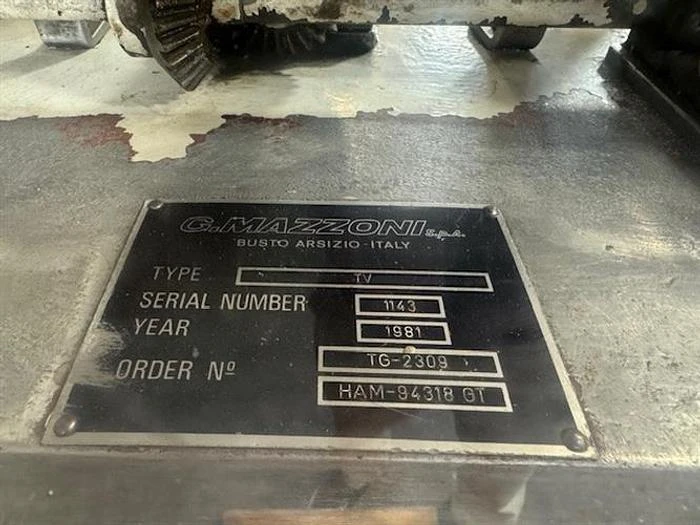 G.MAZZONI S.p.A.
BUSTO ARSIZIO - ITALY
TYPE TV
SERIAL NUMBER 1143
YEAR 1981
ORDER Nº TG-2309
HAM-94318 GT